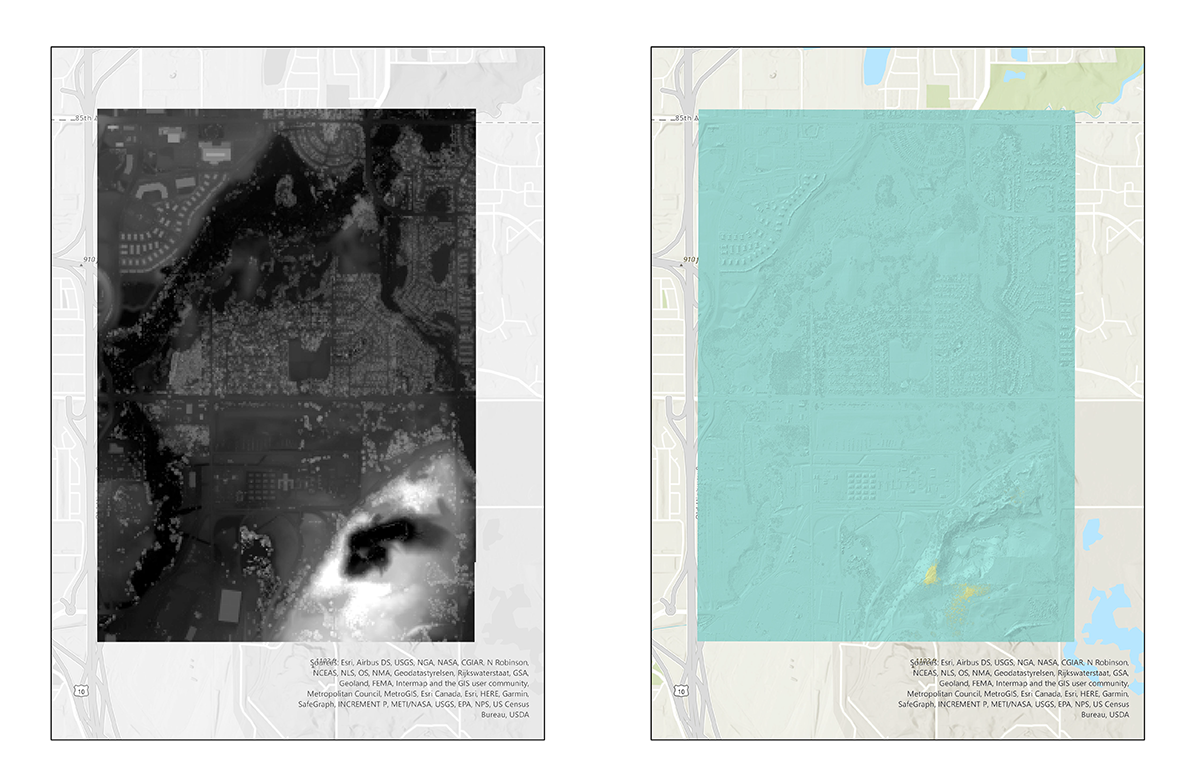 85th A
910
10
Esri, Airbus DS, USGS, NGA, NASA, CGIAR, N Robinson,
NCEAS, NLS, OS, NMA, Geodatastyrelsen, Rijkswaterstaat, GSA,
Geoland, FEMA, Intermap and the GIS user community,
Metropolitan Council, MetroGIS, Esri Canada, Esri, HERE, Garmin,
SafeGraph, INCREMENT P, METI/NASA, USGS, EPA, NPS, US Census
Bureau, USDA
85th A
910
10
Esri, Airbus DS, USGS, NGA, NASA, CGIAR, N Robinson,
NCEAS, NLS, OS, NMA, Geodatastyrelsen, Rijkswaterstaat, GSA,
Geoland, FEMA, Intermap and the GIS user community,
Metropolitan Council, MetroGIS, Esri Canada, Esri, HERE, Garmin,
SafeGraph, INCREMENT P, METI/NASA, USGS, EPA, NPS, US Census
Bureau, USDA